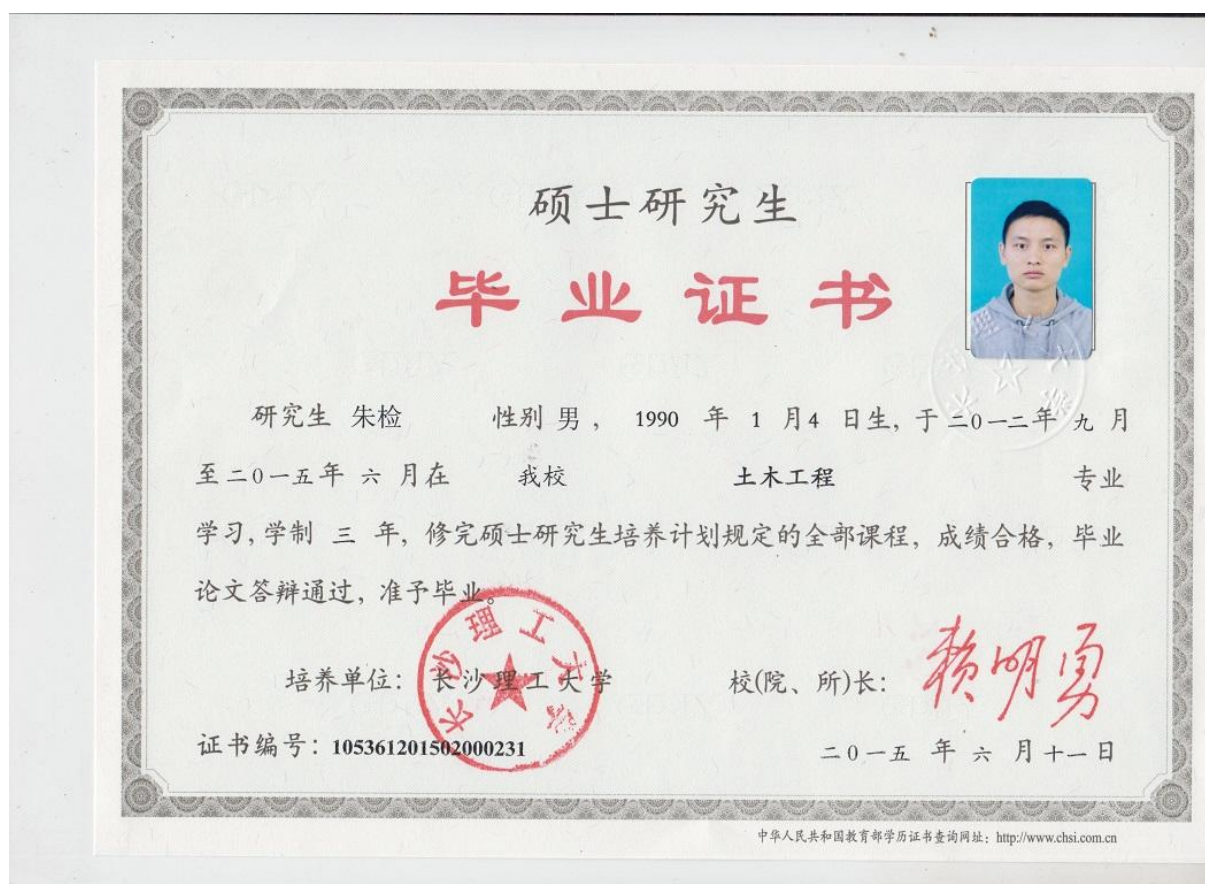 硕士研究生
毕业证书
研究生 朱检 性别 男， 1990 年 1 月4 日生，于二0一二年 九 月
至二0一五年 六 月在 我校 土木工程 专业
学习，学制 三 年，修完硕士研究生培养计划规定的全部课程，成绩合格，毕业
论文答辩通过，准予毕业。
长沙理工大学
培养单位：长沙理工大学 校(院、所)长：赖明勇
证书编号：105361201502000231 二0一五 年 六 月十一日
中华人民共和国教育部学历证书查询网址：http://www.chsi.com.cn